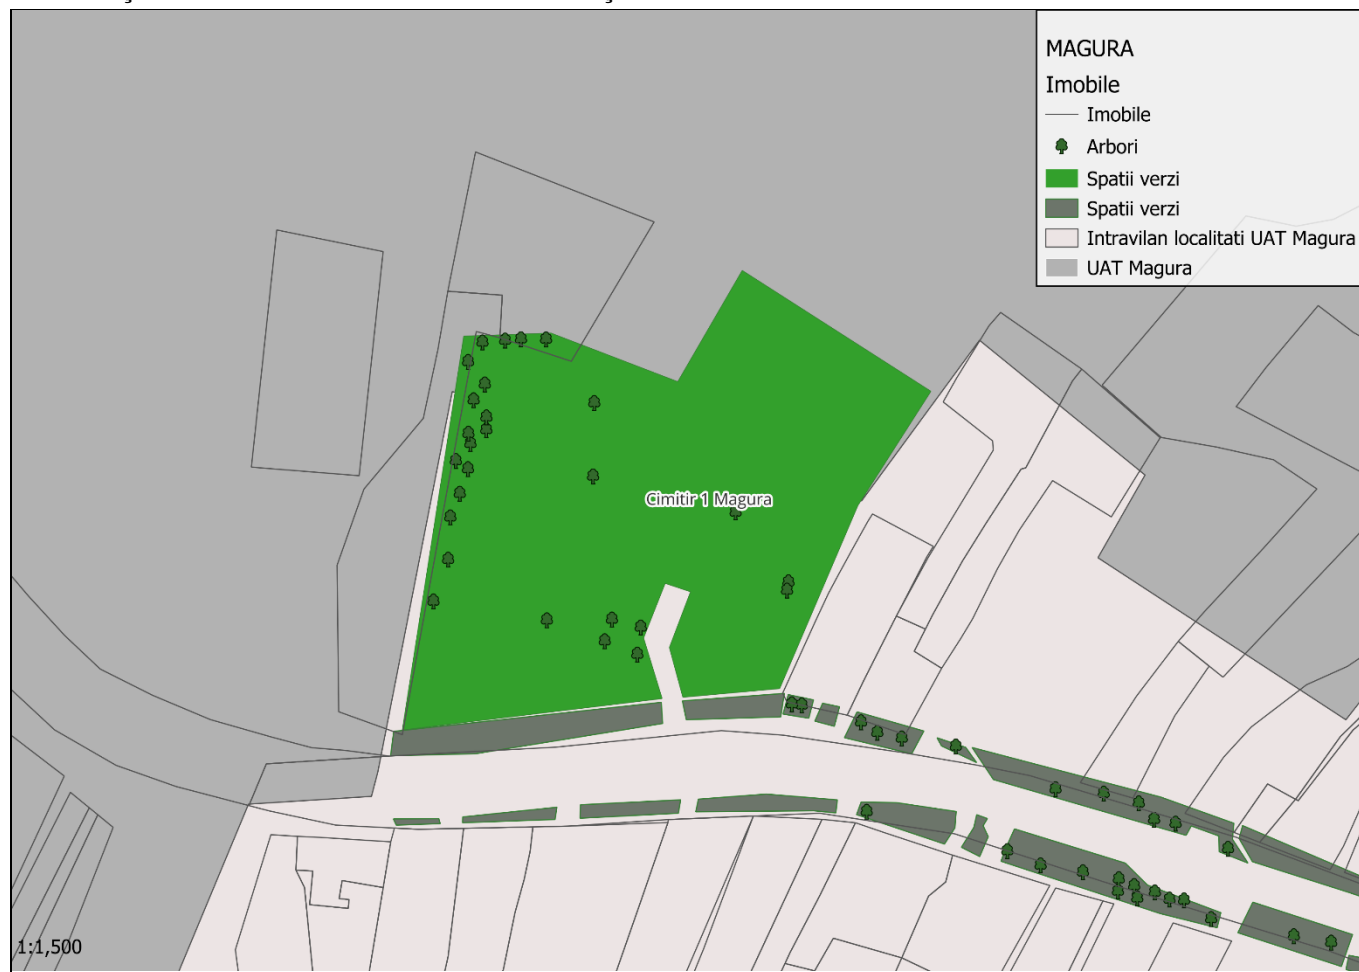 MAGURA
Imobile
Imobile
Arbori
Spatii verzi
Spatii verzi
Intravilan localitati UAT Magura
UAT Magura
Cimitir 1 Magura
1:1,500